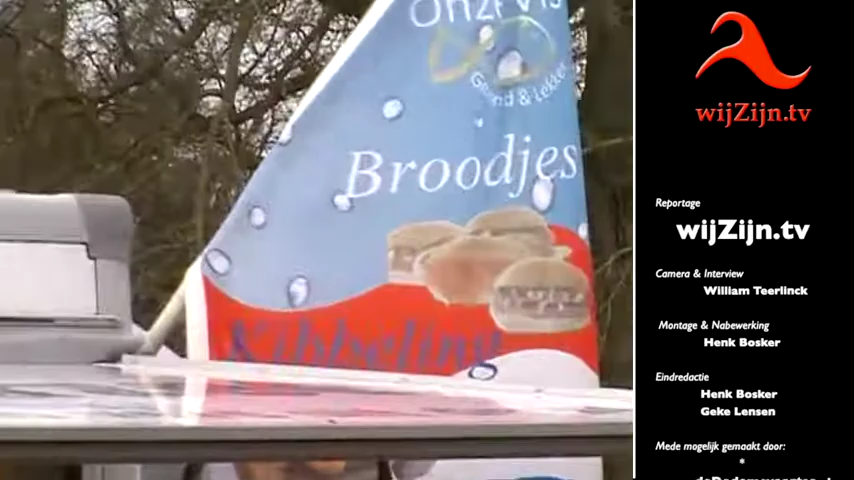 Onze Vis
Gezond & Lekker
Broodjes
Kibbeling
wijZijn.tv
Reportage
wijZijn.tv
Camera & Interview
William Teerlinck
Montage & Nabewerking
Henk Bosker
Eindredactie
Henk Bosker
Geke Lensen
Mede mogelijk gemaakt door:
*